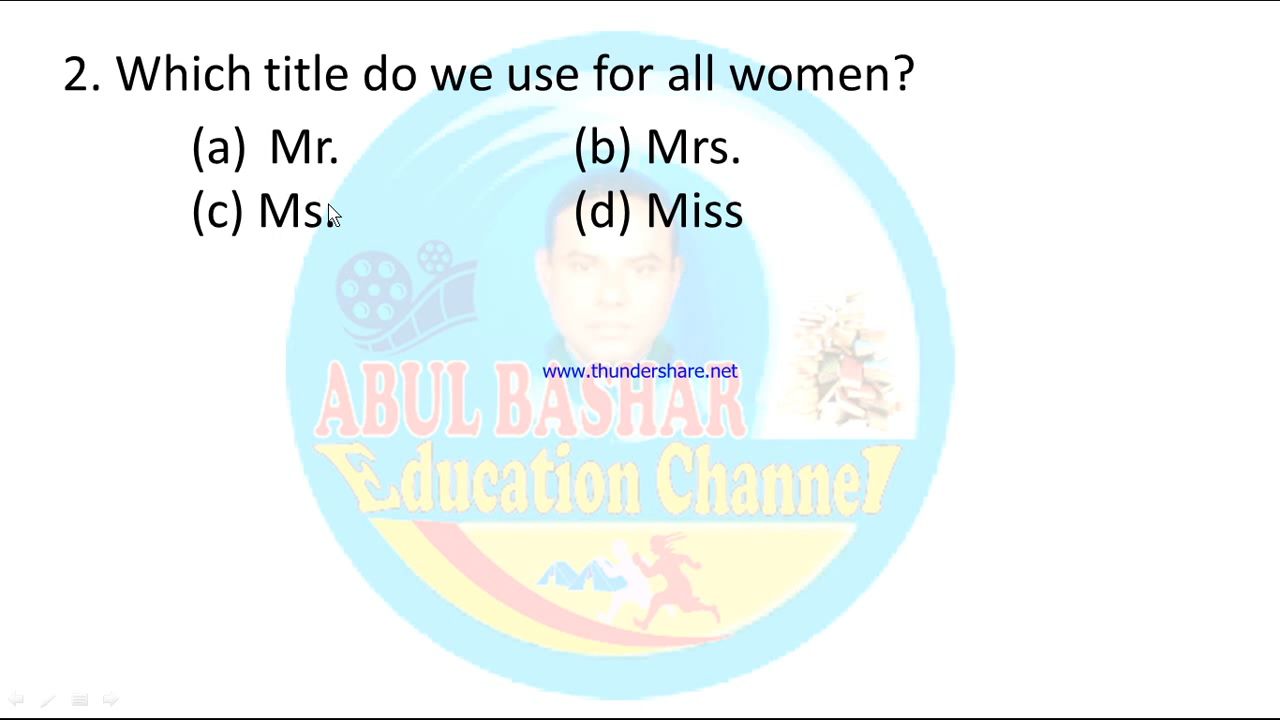 2. Which title do we use for all women?
(a) Mr. (b) Mrs.
(c) Ms. (d) Miss
www.thundershare.net
ABUL BASHAR
Education Channel